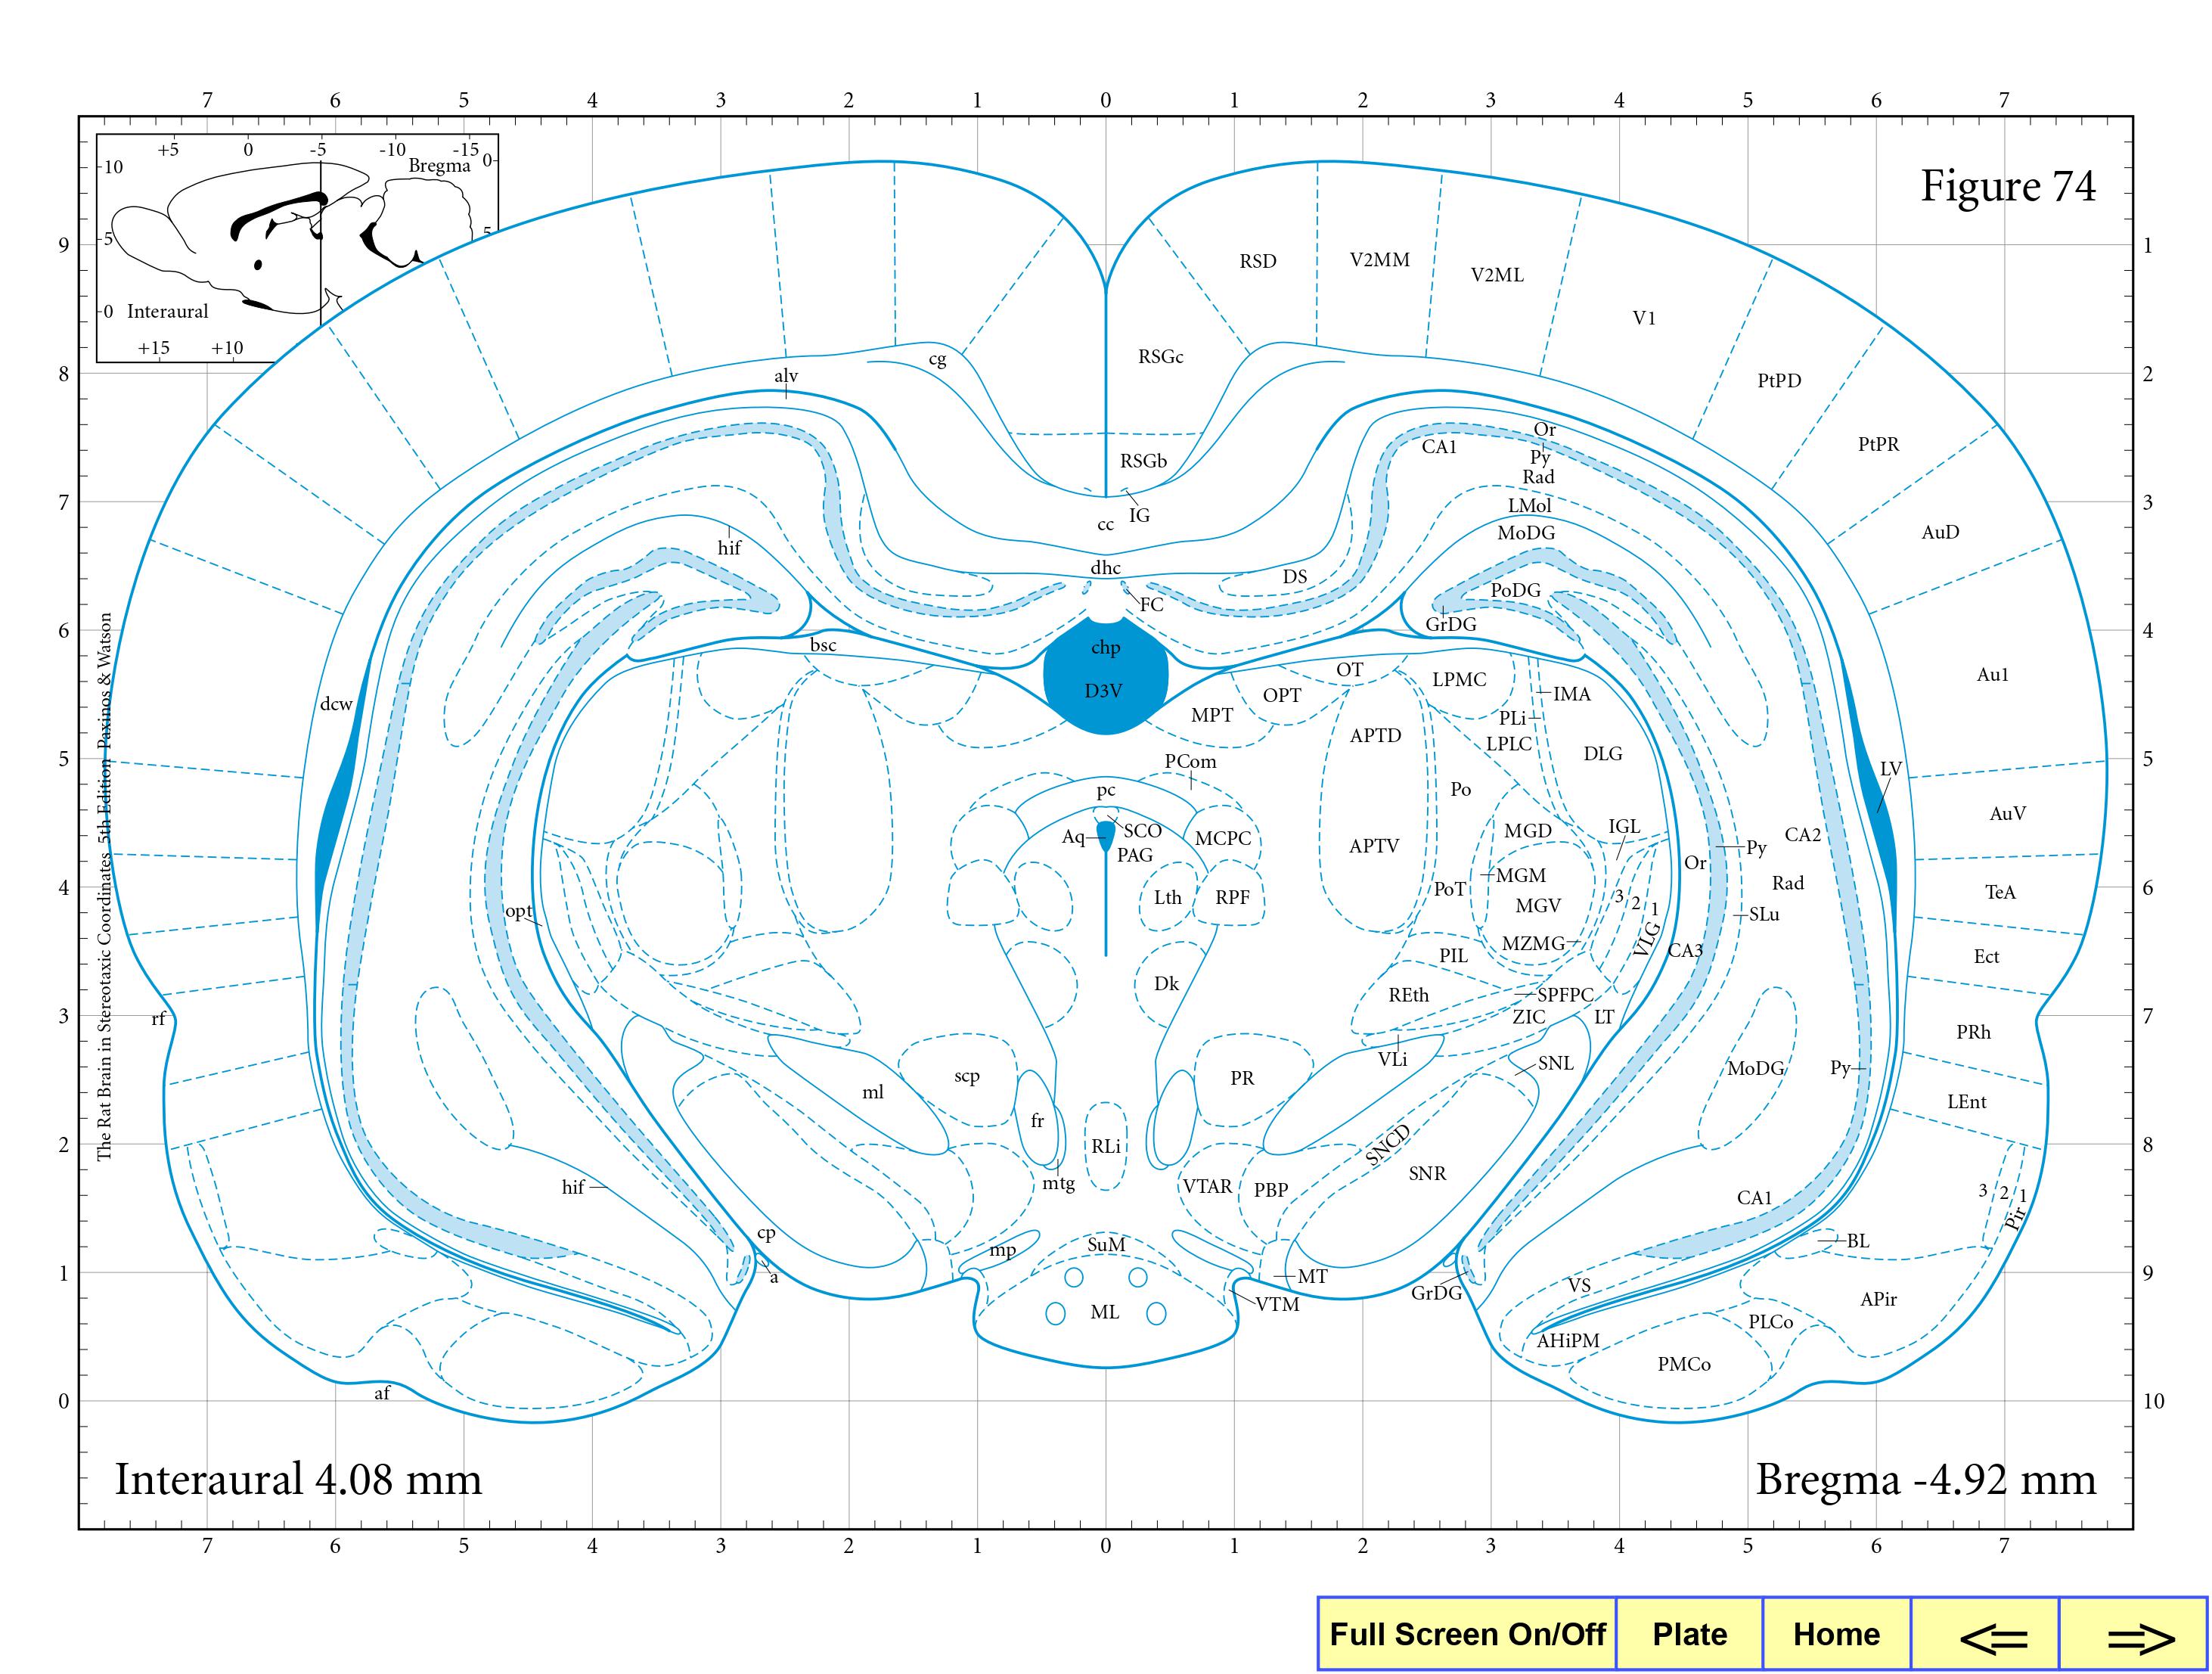 7 6 5 4 3 2 1 0 1 2 3 4 5 6 7
+5 0 -5 -10 -15
Bregma 0
10
5
5
0 Interaural
+15 +10
Figure 74
9 1
8 2
7 3
6 4
5 5
4 6
3 7
2 8
1 9
0 10
RSD V2MM V2ML
V1
cg RSGc
alv PtPD
PtPR
CA1 Or
Py
RSGb Rad
LMol
IG
cc
hif MoDG AuD
dhc DS
PoDG
FC
GrDG
bsc chp
OT LPMC Au1
D3V OPT IMA
dcw MPT PLi
APTD LPLC DLG
PCom
LV
pc Po
AuV
SCO MCPC MGD IGL CA2
Aq
PAG APTV Py
Or
MGM Rad
PoT TeA
Lth RPF 3 2 1
MGV
opt SLu
MZMG VLG
PIL CA3 Ect
Dk
REth SPFPC
ZIC LT
rf PRh
VLi
SNL
scp PR MoDG Py
ml
LEnt
fr
RLi SNCD
SNR
mtg VTAR PBP
hif
CA1 3 2 1
Pir
cp
mp SuM BL
a MT
GrDG VS
VTM
ML APir
PLCo
AHiPM
PMCo
af
The Rat Brain in Stereotaxic Coordinates 5th Edition Paxinos & Watson
Interaural 4.08 mm
Bregma -4.92 mm
7 6 5 4 3 2 1 0 1 2 3 4 5 6 7
Full Screen On/Off Plate Home